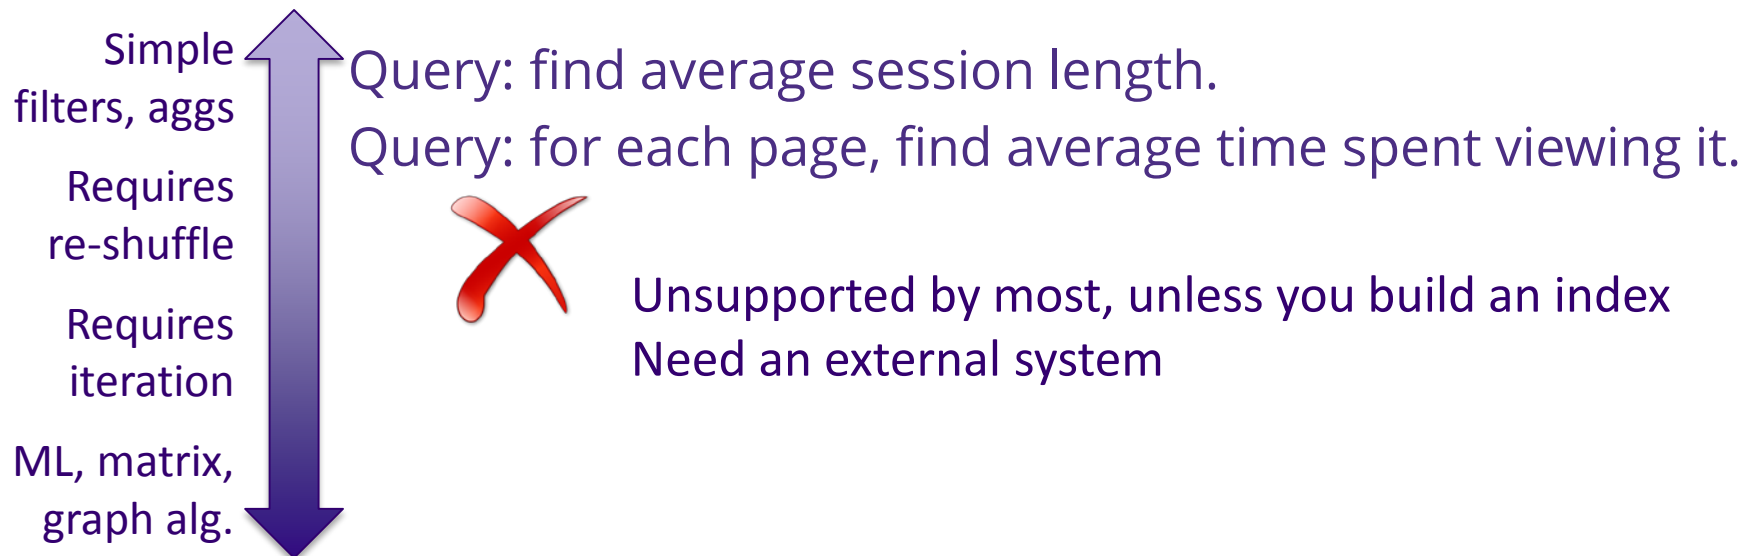 Simple
filters, aggs
Requires
re-shuffle
Requires
iteration
ML, matrix,
graph alg.
Query: find average session length.
Query: for each page, find average time spent viewing it.
Unsupported by most, unless you build an index
Need an external system